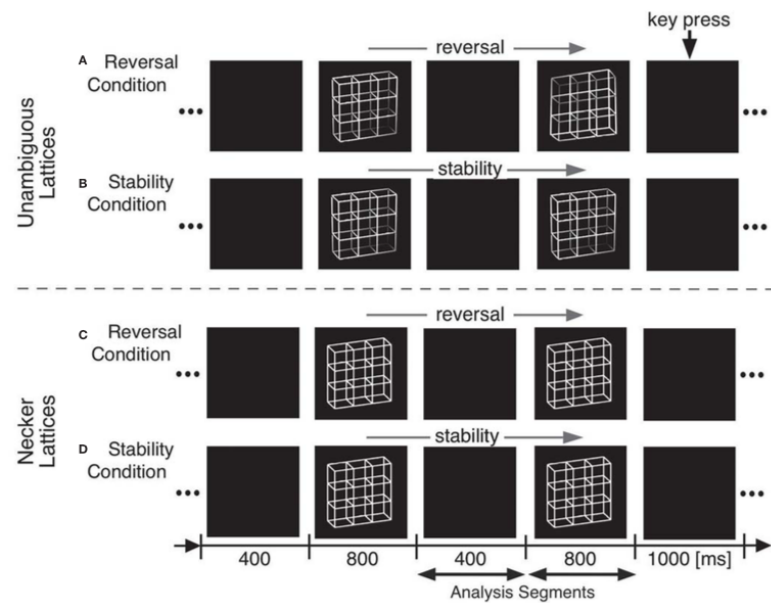 key press
reversal
A Reversal
Condition
••• •••
stability
B Stability
Condition
••• •••
Unambiguous
Lattices
reversal
C Reversal
Condition
••• •••
stability
D Stability
Condition
••• •••
Necker
Lattices
400 800 400 800 1000 [ms]
Analysis Segments